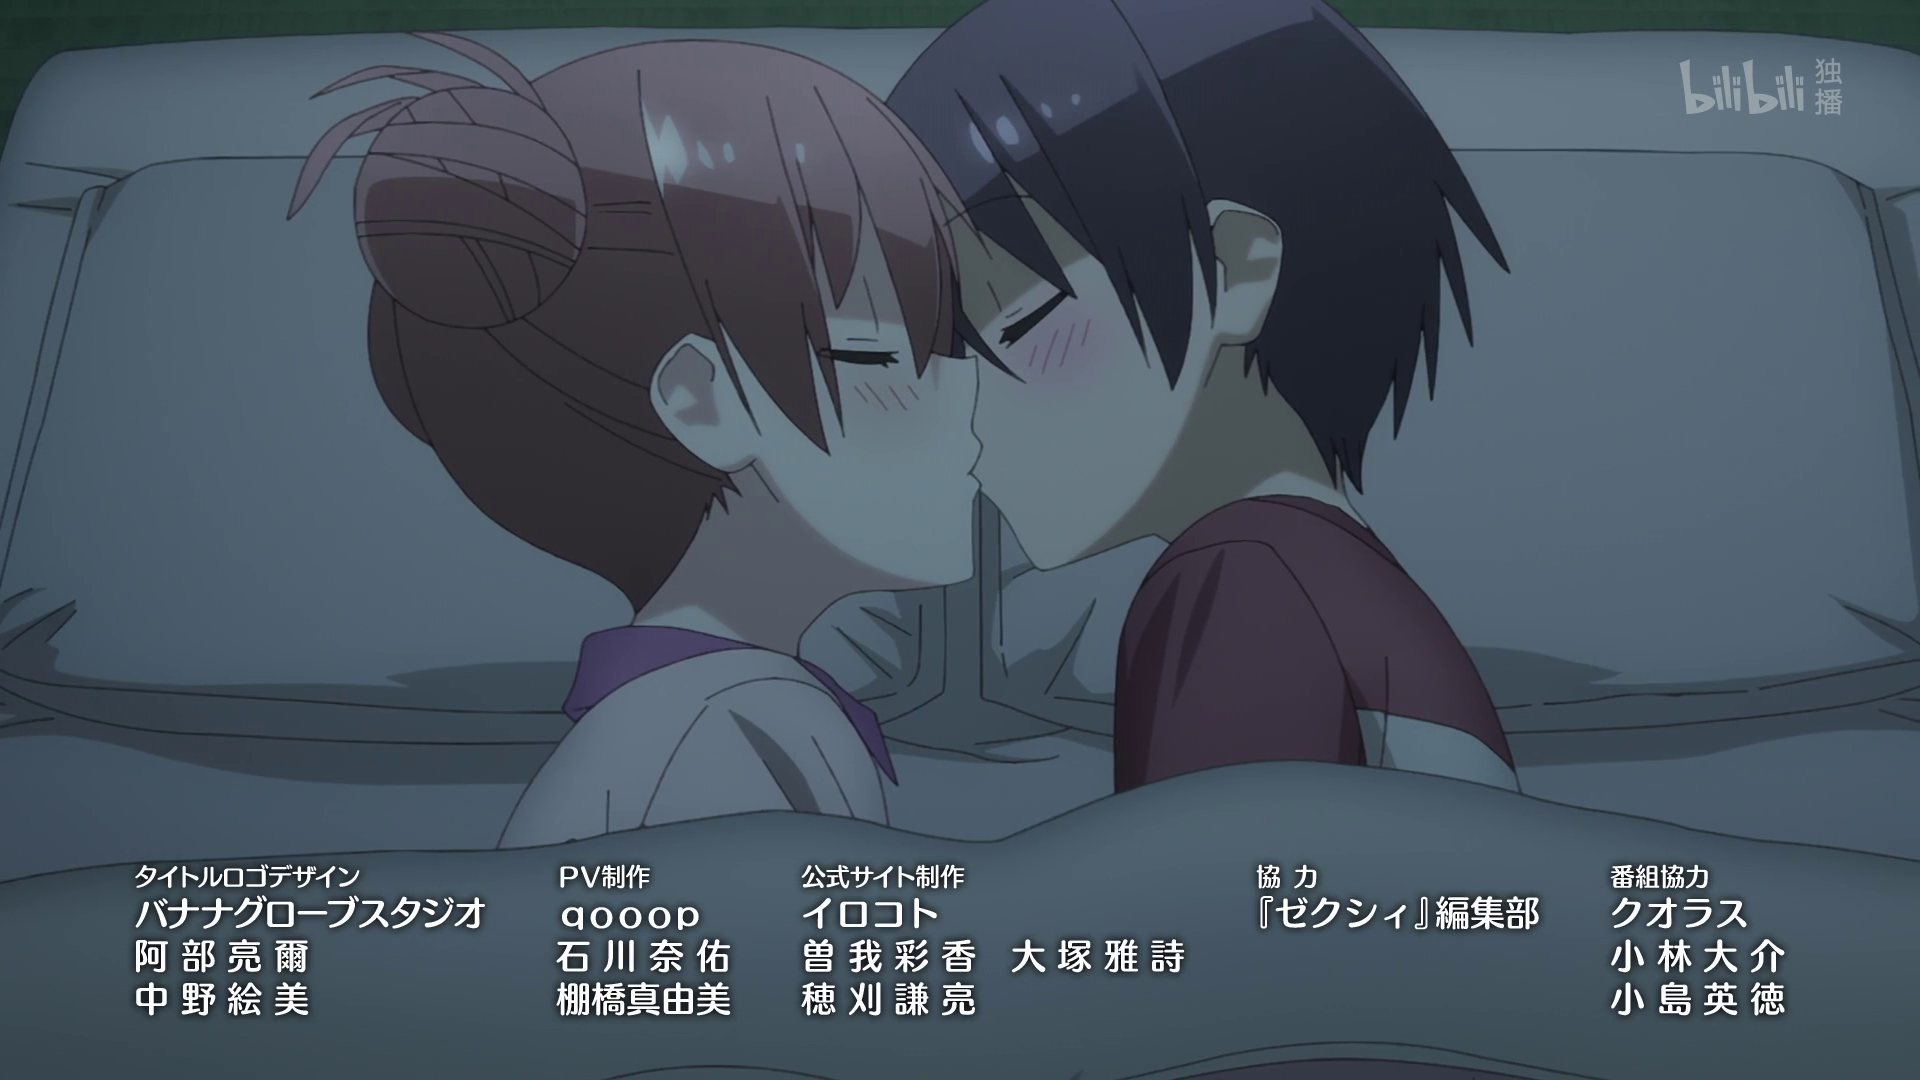 bilibili 独播
タイトルロゴデザイン
バナナグローブスタジオ
阿部亮爾
中野絵美
PV制作
qooop
石川奈佑
棚橋真由美
公式サイト制作
イロコト
曽我彩香 大塚雅詩
穂刈謙亮
協力
『ゼクシィ』編集部
番組協力
クオラス
小林大介
小島英徳